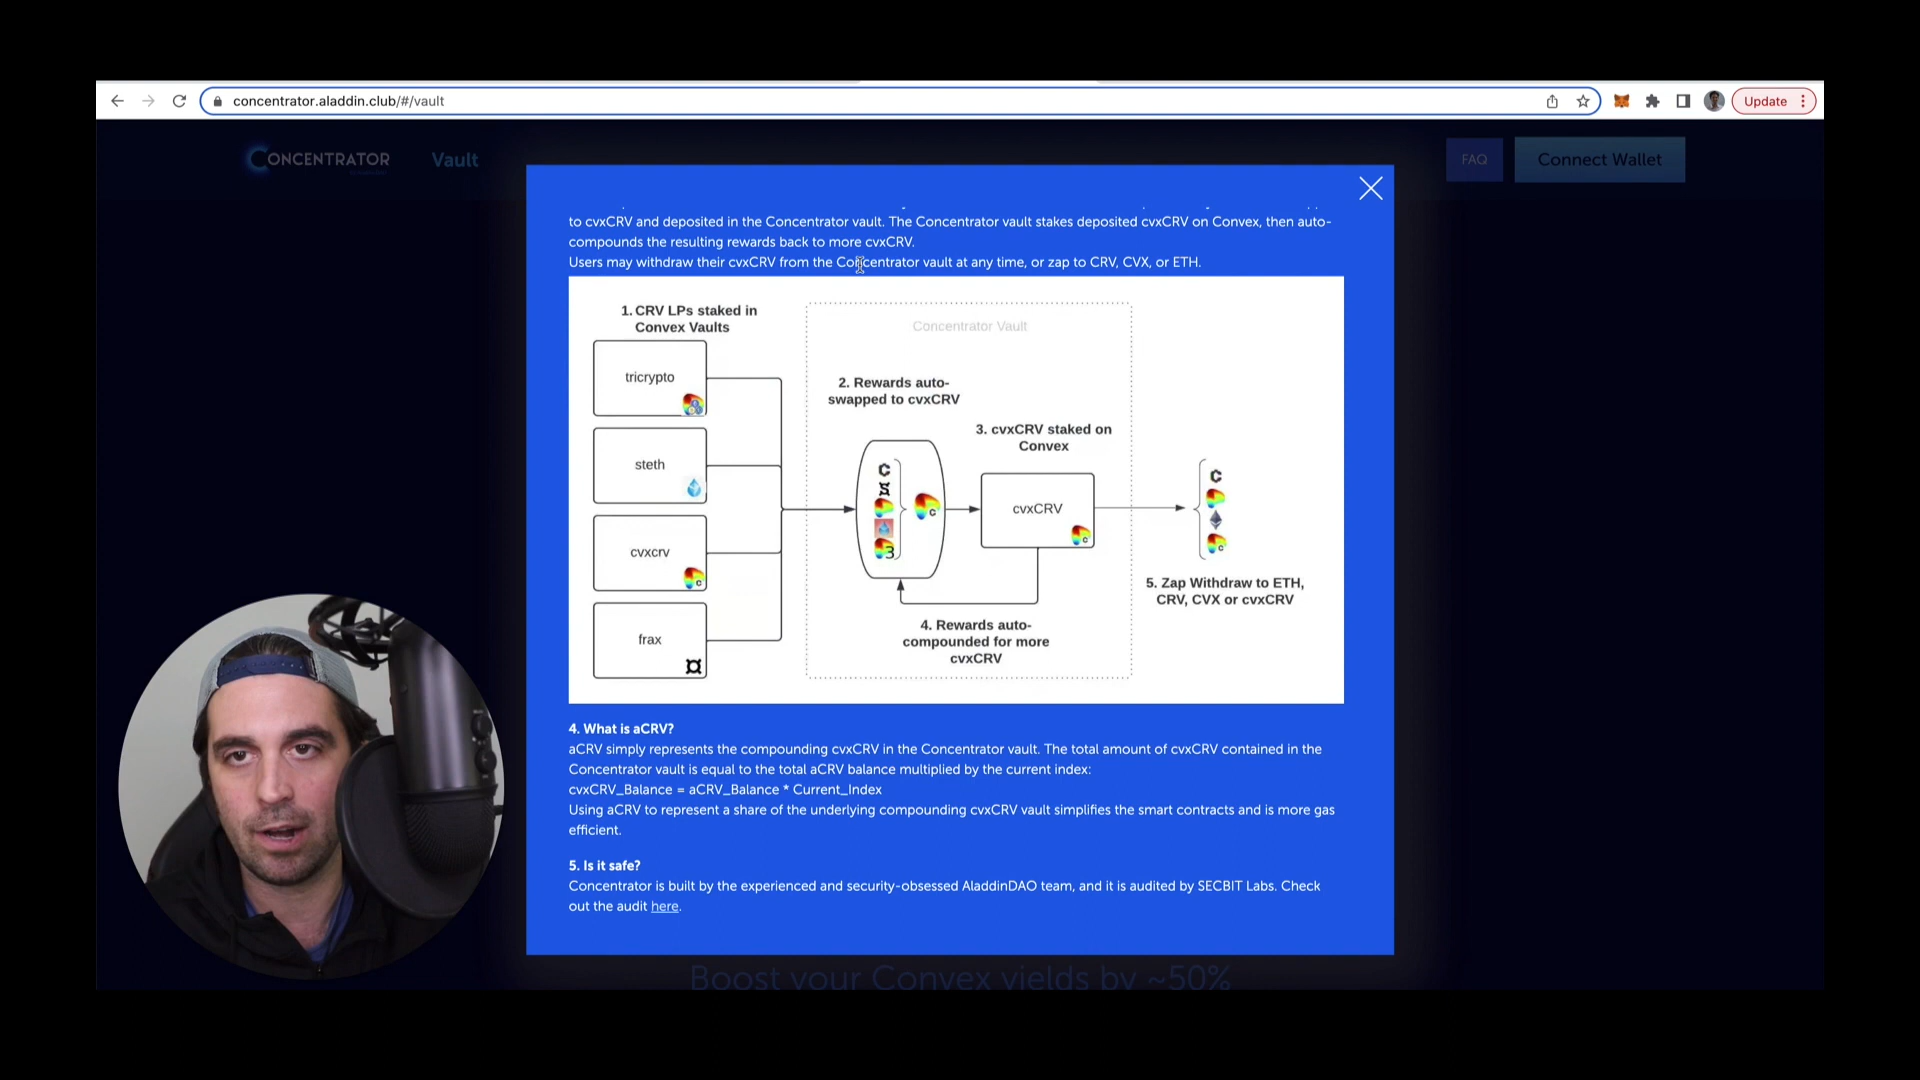 concentrator.aladdin.club/#/vault
Update
CONCENTRATOR
Vault
FAQ
Connect Wallet
to cvxCRV and deposited in the Concentrator vault. The Concentrator vault stakes deposited cvxCRV on Convex, then auto-
compounds the resulting rewards back to more cvxCRV.
Users may withdraw their cvxCRV from the Concentrator vault at any time, or zap to CRV, CVX, or ETH.
1. CRV LPs staked in
Convex Vaults
tricrypto
steth
cvxcrv
frax
Concentrator Vault
2. Rewards auto-
swapped to cvxCRV
3. cvxCRV staked on
Convex
cvxCRV
4. Rewards auto-
compounded for more
cvxCRV
5. Zap Withdraw to ETH,
CRV, CVX or cvxCRV
4. What is aCRV?
aCRV simply represents the compounding cvxCRV in the Concentrator vault. The total amount of cvxCRV contained in the
Concentrator vault is equal to the total aCRV balance multiplied by the current index:
cvxCRV_Balance = aCRV_Balance * Current_Index
Using aCRV to represent a share of the underlying compounding cvxCRV vault simplifies the smart contracts and is more gas
efficient.
5. Is it safe?
Concentrator is built by the experienced and security-obsessed AladdinDAO team, and it is audited by SECBIT Labs. Check
out the audit here.
Boost your Convex yields by ~50%